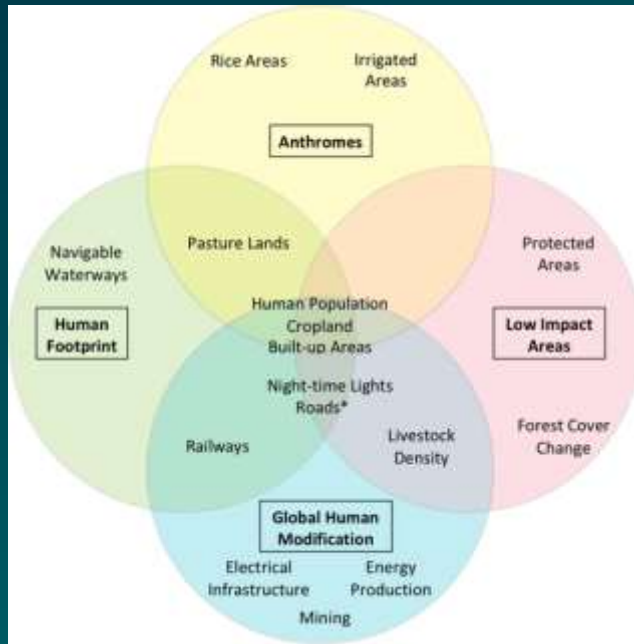 Rice Areas
Irrigated
Areas
Anthromes
Navigable
Waterways
Pasture Lands
Protected
Areas
Human
Footprint
Human Population
Cropland
Built-up Areas
Low Impact
Areas
Night-time Lights
Roads*
Railways
Livestock
Density
Forest Cover
Change
Global Human
Modification
Electrical
Infrastructure
Energy
Production
Mining